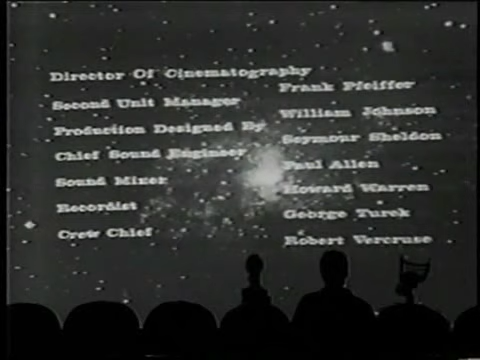 Director Of Cinematography
Frank Pfeiffer
Second Unit Manager
William Johnson
Production Designed By
Seymour Sheldon
Chief Sound Engineer
Paul Allen
Sound Mixer
Howard Warren
Recordist
George Turek
Crew Chief
Robert Vercruse